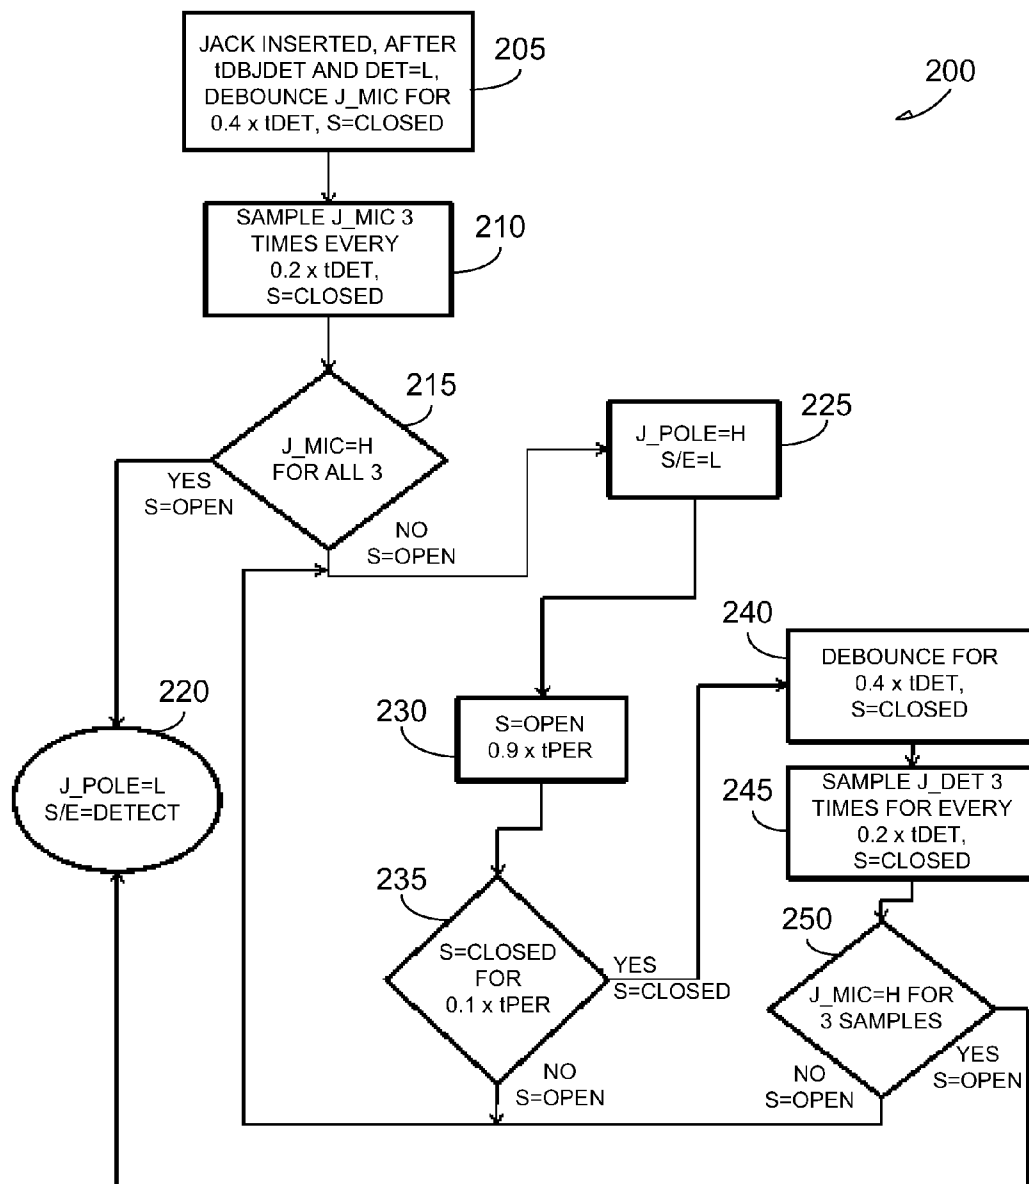 JACK INSERTED, AFTER
tDBJDET AND DET=L,
DEBOUNCE J_MIC FOR
0.4 x tDET, S=CLOSED
205
200
SAMPLE J_MIC 3
TIMES EVERY
0.2 x tDET,
S=CLOSED
210
215
J_MIC=H
FOR ALL 3
YES
S=OPEN
NO
S=OPEN
225
J_POLE=H
S/E=L
220
J_POLE=L
S/E=DETECT
230
S=OPEN
0.9 x tPER
240
DEBOUNCE FOR
0.4 x tDET,
S=CLOSED
245
SAMPLE J_DET 3
TIMES FOR EVERY
0.2 x tDET,
S=CLOSED
235
S=CLOSED
FOR
0.1 x tPER
YES
S=CLOSED
NO
S=OPEN
250
J_MIC=H FOR
3 SAMPLES
NO
S=OPEN
YES
S=OPEN